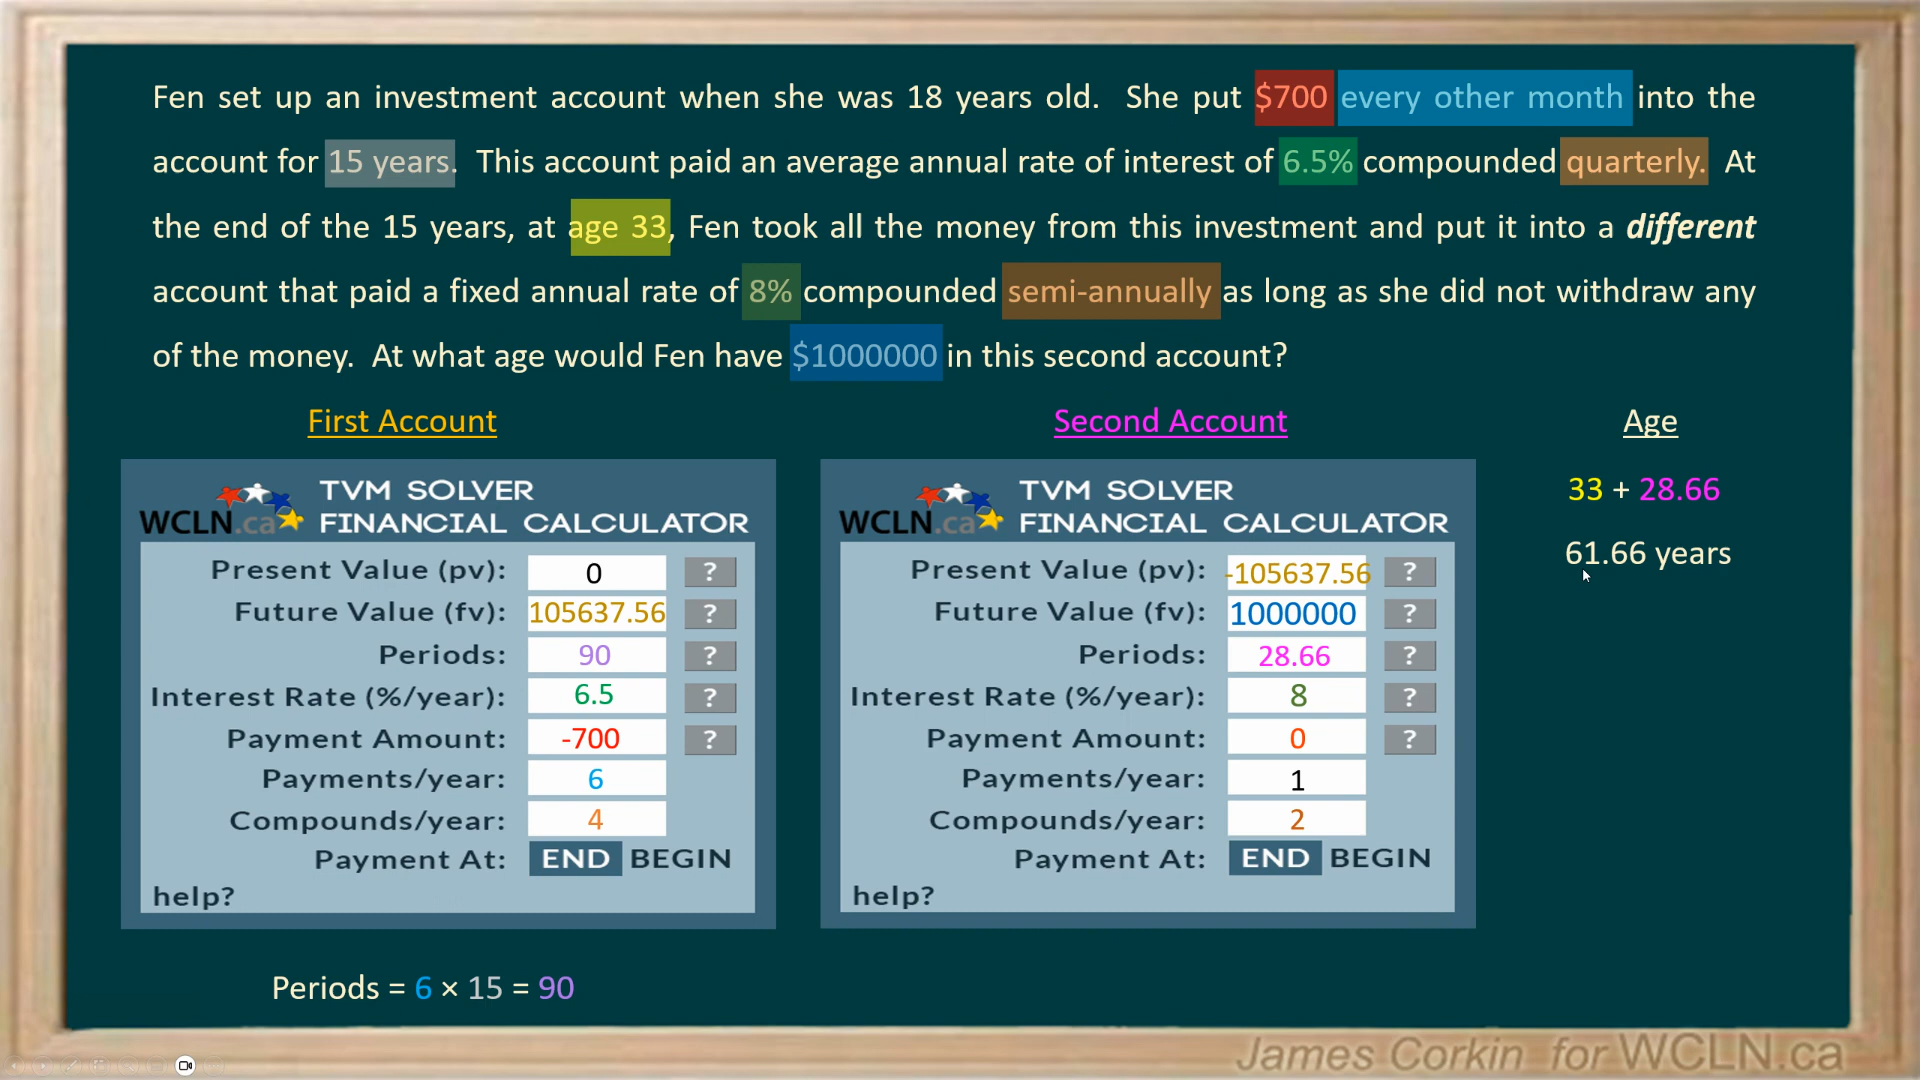 Fen set up an investment account when she was 18 years old. She put $700 every other month into the
account for 15 years. This account paid an average annual rate of interest of 6.5% compounded quarterly. At
the end of the 15 years, at age 33, Fen took all the money from this investment and put it into a different
account that paid a fixed annual rate of 8% compounded semi-annually as long as she did not withdraw any
of the money. At what age would Fen have $1000000 in this second account?
First Account
WCLN.ca
TVM SOLVER
FINANCIAL CALCULATOR
Present Value (pv): 0 ?
Future Value (fv): 105637.56 ?
Periods: 90 ?
Interest Rate (%/year): 6.5 ?
Payment Amount: -700 ?
Payments/year: 6
Compounds/year: 4
Payment At: END BEGIN
help?
Periods = 6 × 15 = 90
Second Account
WCLN.ca
TVM SOLVER
FINANCIAL CALCULATOR
Present Value (pv): -105637.56 ?
Future Value (fv): 1000000 ?
Periods: 28.66 ?
Interest Rate (%/year): 8 ?
Payment Amount: 0 ?
Payments/year: 1
Compounds/year: 2
Payment At: END BEGIN
help?
Age
33 + 28.66
61.66 years
James Corkin for WCLN.ca